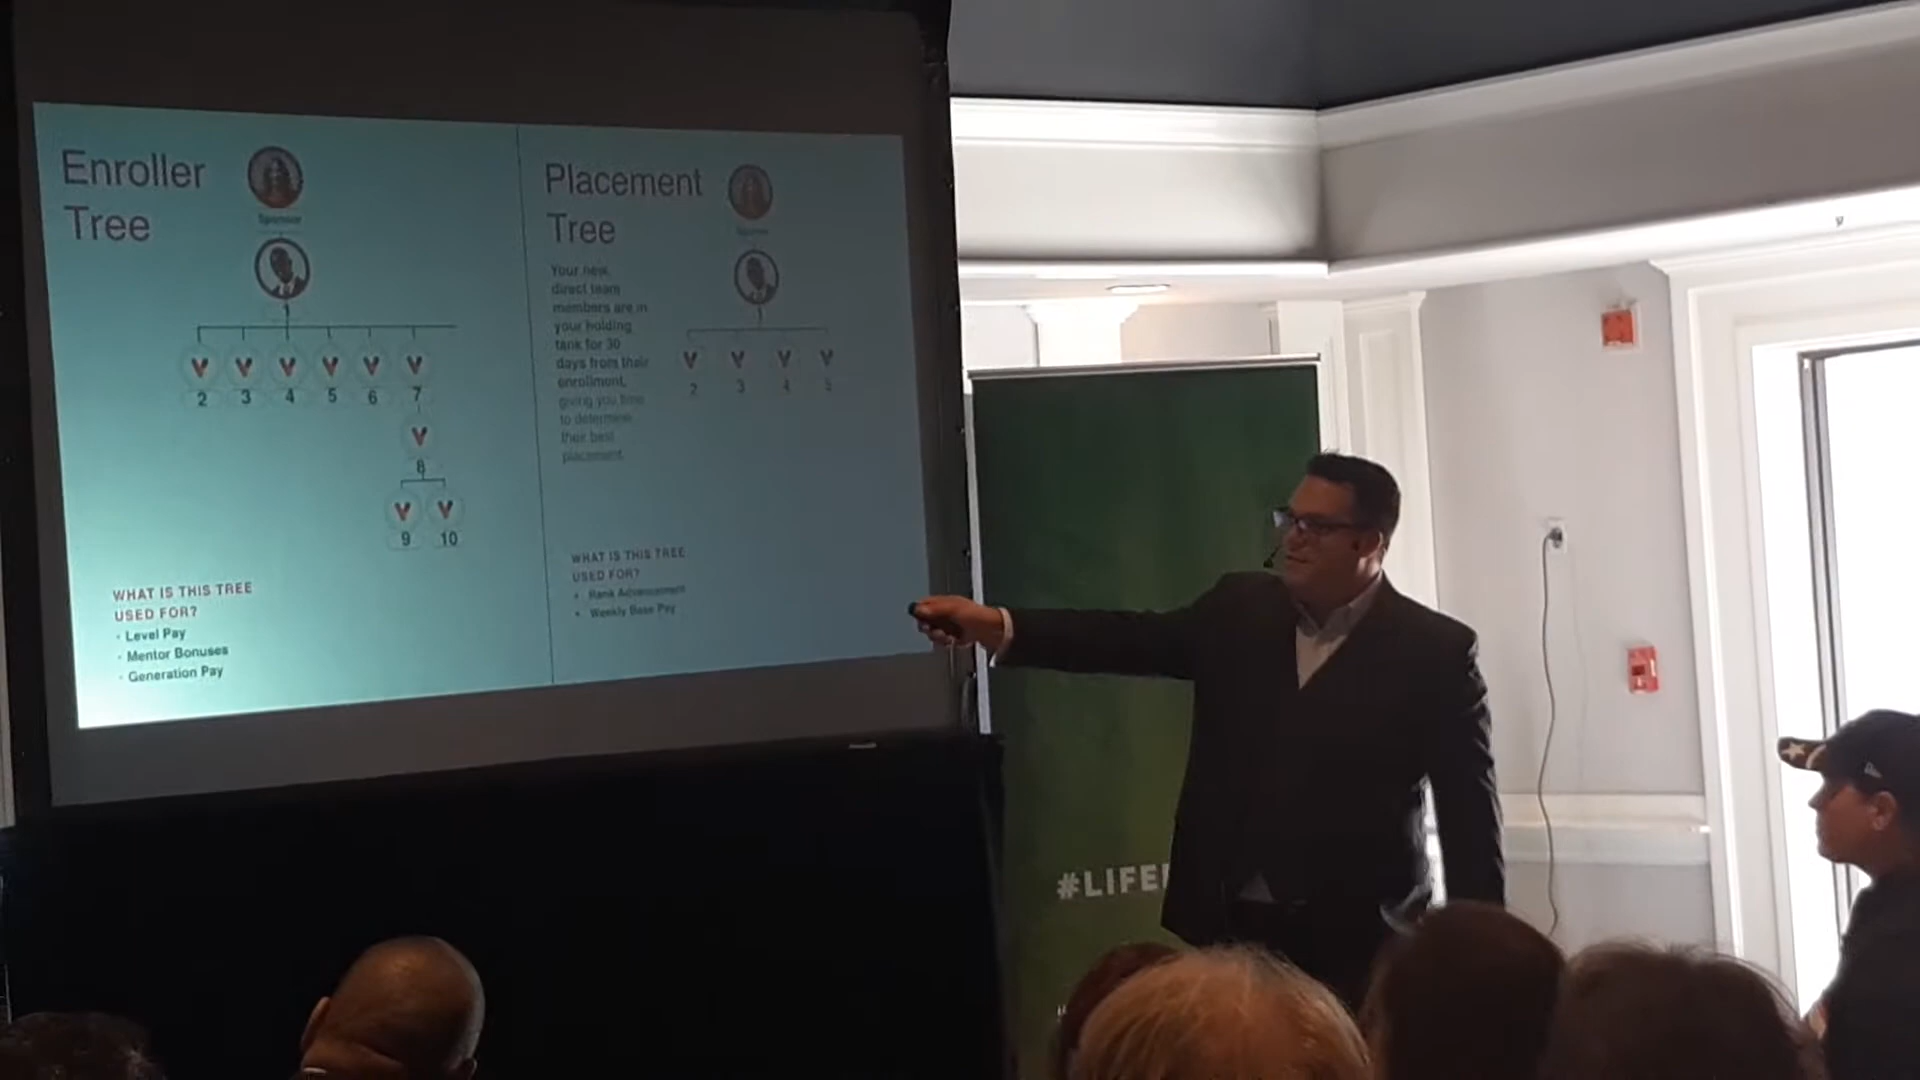 Enroller
Tree
Sponsor
1
2 3 4 5 6 7
8
9 10
WHAT IS THIS TREE
USED FOR?
· Level Pay
· Mentor Bonuses
· Generation Pay
Placement
Tree
Your new
direct team
members are in
your holding
tank for 30
days from their
enrollment,
giving you time
to determine
their best
placement.
1
2 3 4 5
WHAT IS THIS TREE
USED FOR?
• Rank Advancement
• Weekly Base Pay
#LIFE